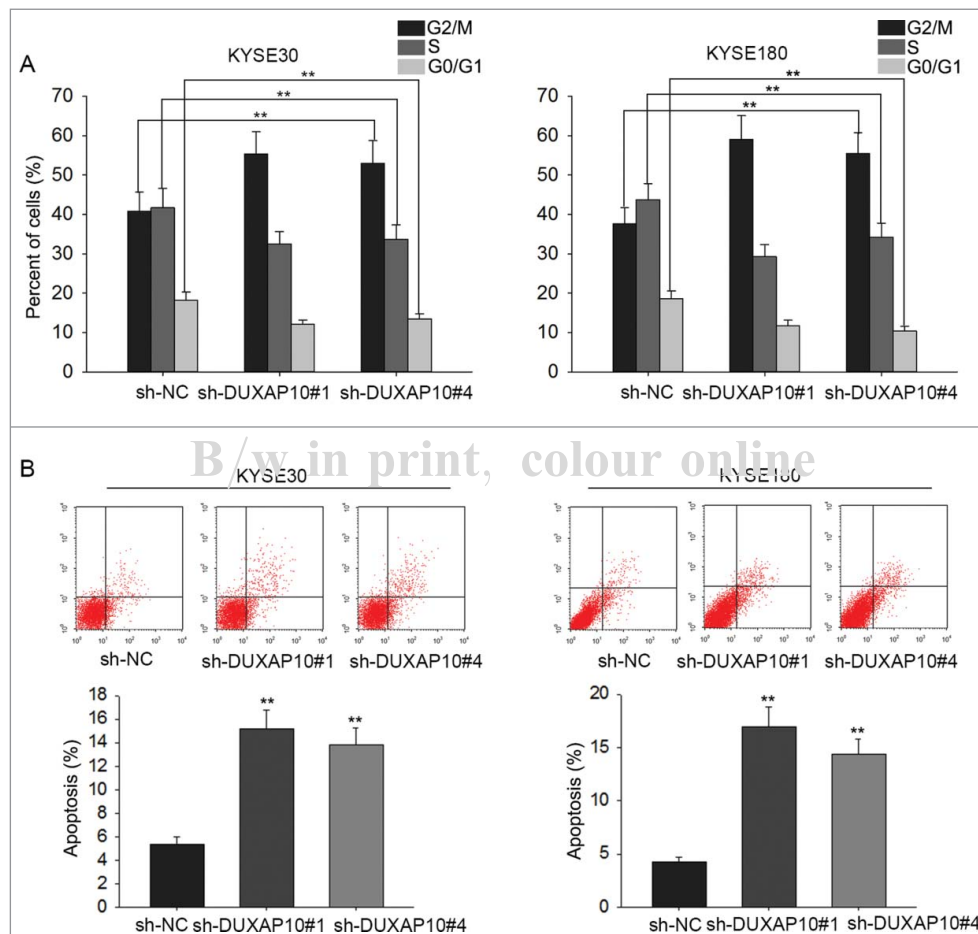 A
KYSE30
G2/M
S
G0/G1
**
**
**
Percent of cells (%)
70
60
50
40
30
20
10
0
sh-NC sh-DUXAP10#1 sh-DUXAP10#4
KYSE180
G2/M
S
G0/G1
**
**
**
70
60
50
40
30
20
10
0
sh-NC sh-DUXAP10#1 sh-DUXAP10#4
B/w in print, colour online
B
KYSE30
sh-NC sh-DUXAP10#1 sh-DUXAP10#4
KYSE180
sh-NC sh-DUXAP10#1 sh-DUXAP10#4
Apoptosis (%)
18
16
14
12
10
8
6
4
2
0
**
**
sh-NC sh-DUXAP10#1 sh-DUXAP10#4
Apoptosis (%)
20
15
10
5
0
**
**
sh-NC sh-DUXAP10#1 sh-DUXAP10#4